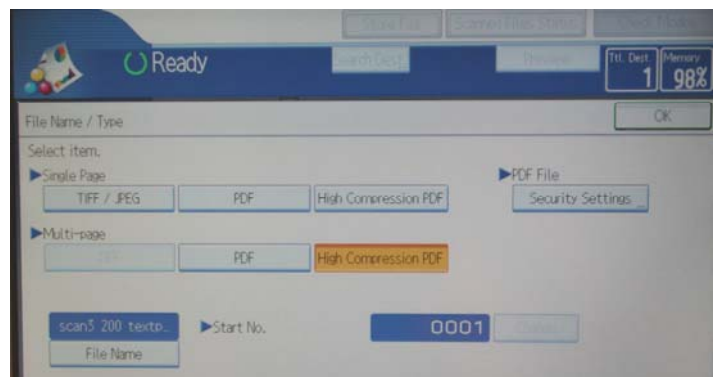 Store File Scanned Files Status Check Modes
Ready Search Dest. Preview Ttl. Dest. Memory
1 98%
File Name / Type OK
Select item.
▶Single Page ▶PDF File
TIFF / JPEG PDF High Compression PDF Security Settings
▶Multi-page
TIFF PDF High Compression PDF
scan3 200 textp... ▶Start No. 0001
File Name